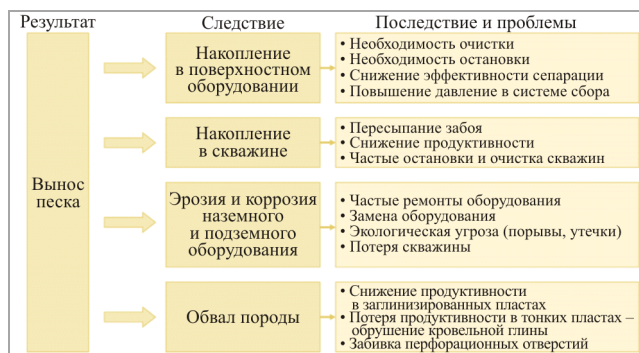 Результат
Следствие
Последствие и проблемы
Вынос
песка
Накопление
в поверхностном
оборудовании
• Необходимость очистки
• Необходимость остановки
• Снижение эффективности сепарации
• Повышение давление в системе сбора
Накопление
в скважине
• Пересыпание забоя
• Снижение продуктивности
• Частые остановки и очистка скважин
Эрозия и коррозия
наземного
и подземного
оборудования
• Частые ремонты оборудования
• Замена оборудования
• Экологическая угроза (порывы, утечки)
• Потеря скважины
Обвал породы
• Снижение продуктивности
в заглинизированных пластах
• Потеря продуктивности в тонких пластах –
обрушение кровельной глины
• Забивка перфорационных отверстий